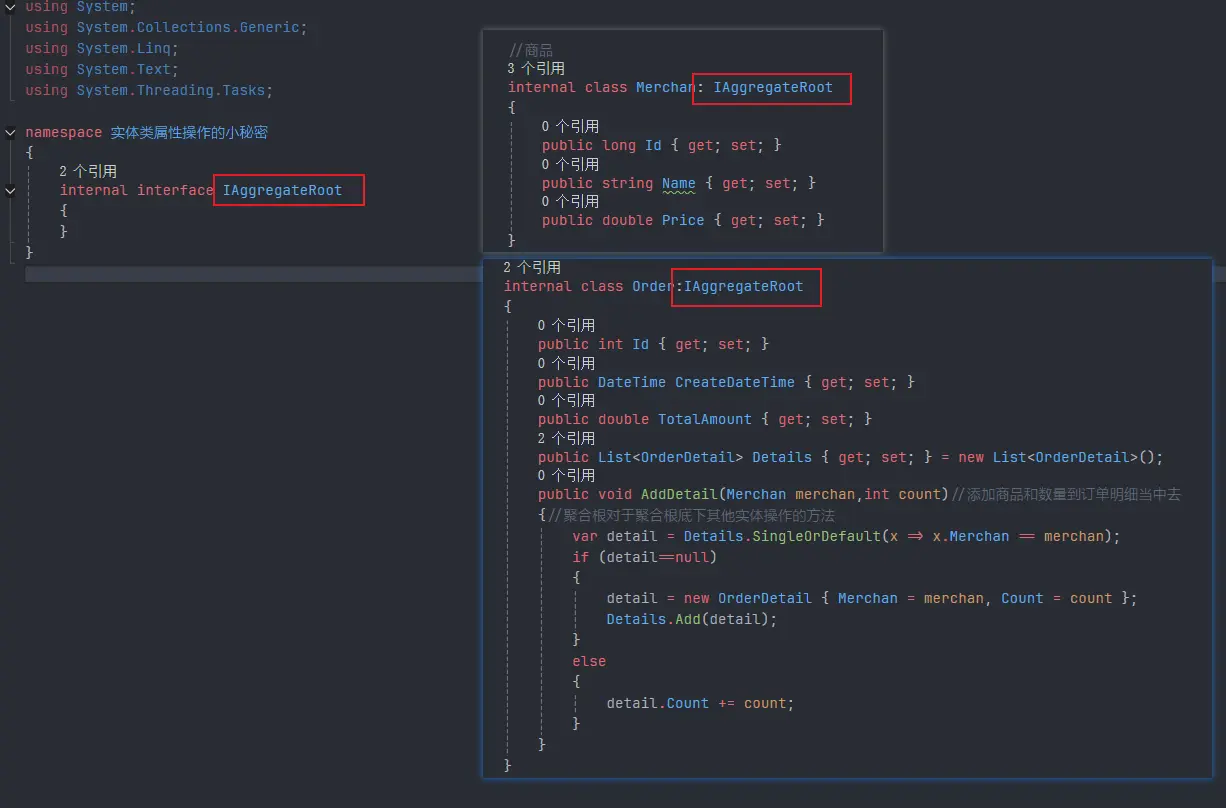 using System;
using System.Collections.Generic;
using System.Linq;
using System.Text;
using System.Threading.Tasks;
namespace 实体类属性操作的小秘密
{
2 个引用
internal interface IAggregateRoot
{
}
}
//商品
3 个引用
internal class Merchan: IAggregateRoot
{
0 个引用
public long Id { get; set; }
0 个引用
public string Name { get; set; }
0 个引用
public double Price { get; set; }
}
2 个引用
internal class Order:IAggregateRoot
{
0 个引用
public int Id { get; set; }
0 个引用
public DateTime CreateDateTime { get; set; }
0 个引用
public double TotalAmount { get; set; }
2 个引用
public List<OrderDetail> Details { get; set; } = new List<OrderDetail>();
0 个引用
public void AddDetail(Merchan merchan,int count)//添加商品和数量到订单明细当中去
{//聚合根对于聚合根底下其他实体操作的方法
var detail = Details.SingleOrDefault(x => x.Merchan == merchan);
if (detail==null)
{
detail = new OrderDetail { Merchan = merchan, Count = count };
Details.Add(detail);
}
else
{
detail.Count += count;
}
}
}